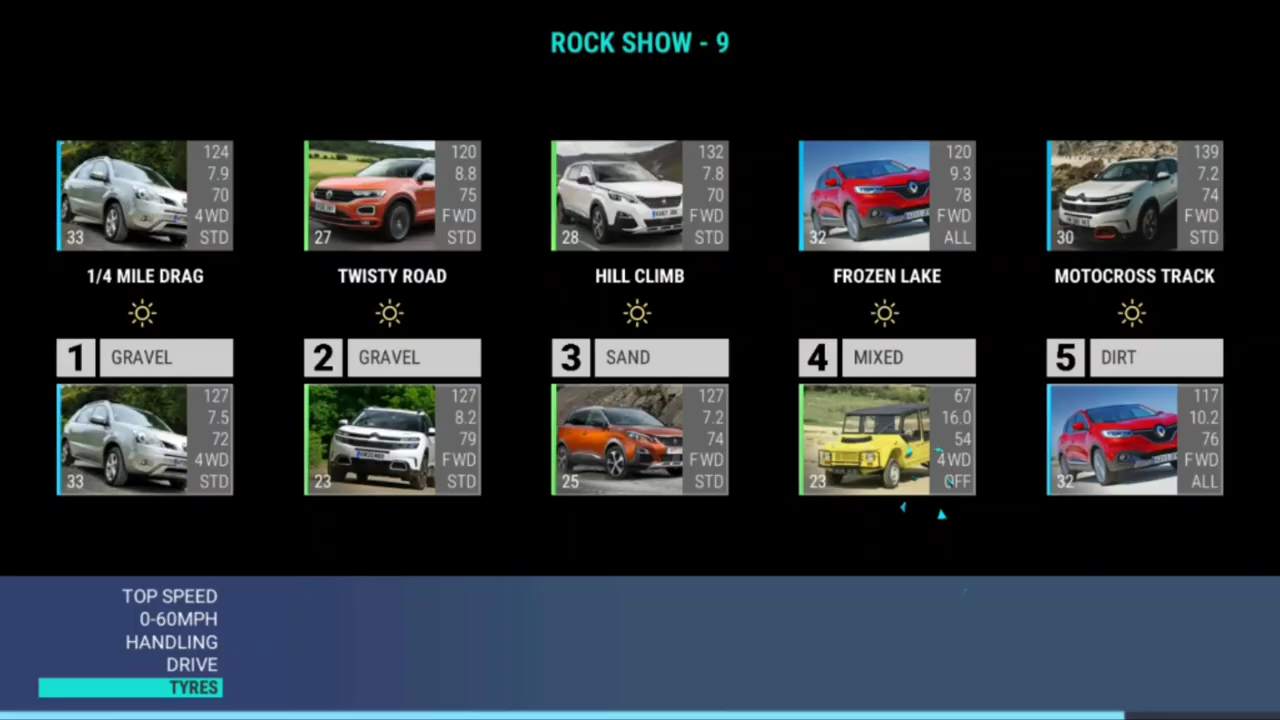 ROCK SHOW - 9
124
7.9
70
4WD
33 STD
120
8.8
75
FWD
27 STD
132
7.8
70
FWD
28 STD
120
9.3
78
FWD
32 ALL
139
7.2
74
FWD
30 STD
1/4 MILE DRAG
TWISTY ROAD
HILL CLIMB
FROZEN LAKE
MOTOCROSS TRACK
1 GRAVEL
2 GRAVEL
3 SAND
4 MIXED
5 DIRT
127
7.5
72
4WD
33 STD
127
8.2
79
FWD
23 STD
127
7.2
74
FWD
25 STD
67
16.0
54
4WD
23 OFF
117
10.2
76
FWD
32 ALL
TOP SPEED
0-60MPH
HANDLING
DRIVE
TYRES